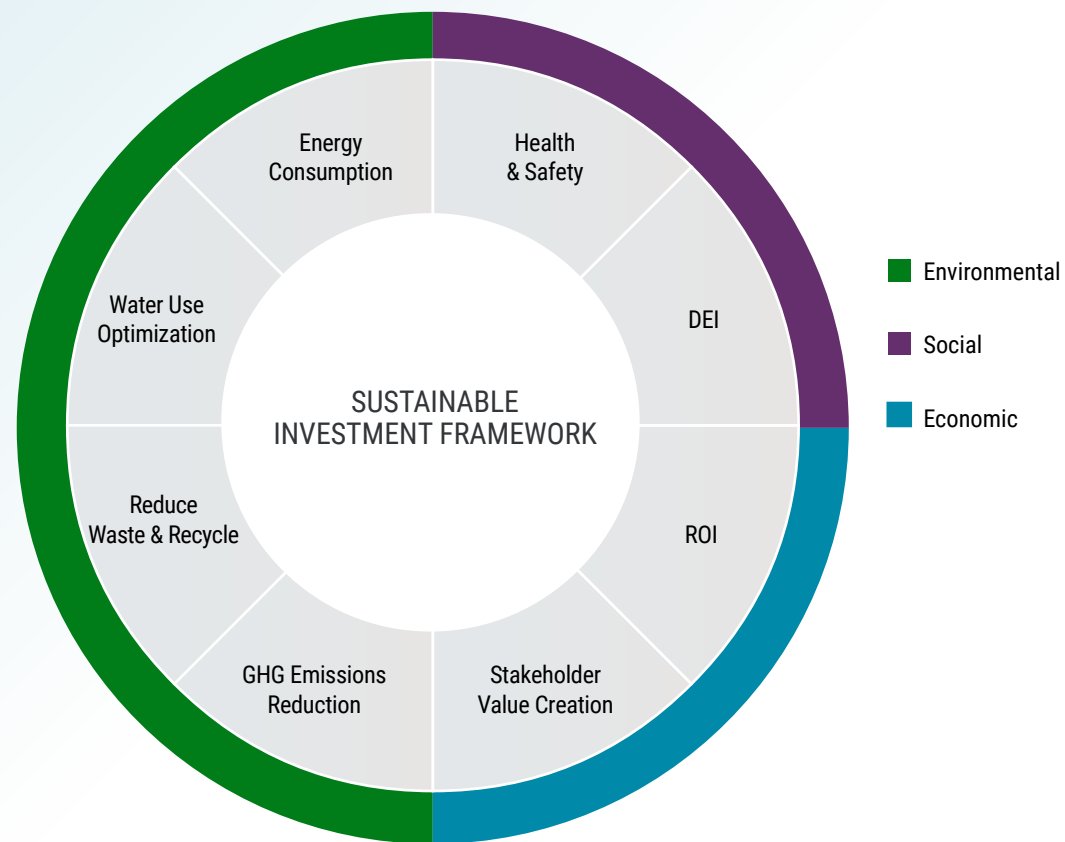 Energy
Consumption
Health
& Safety
Water Use
Optimization
DEI
SUSTAINABLE
INVESTMENT FRAMEWORK
Reduce
Waste & Recycle
ROI
GHG Emissions
Reduction
Stakeholder
Value Creation
Environmental
Social
Economic